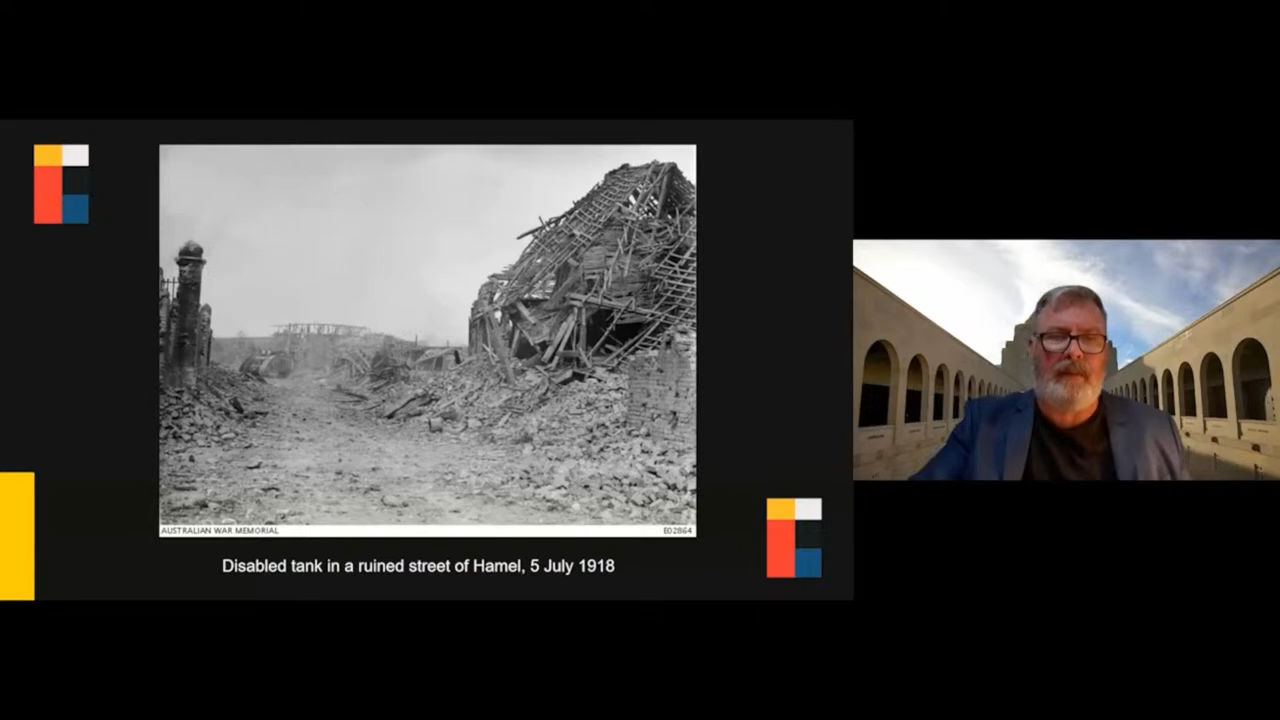 AUSTRALIAN WAR MEMORIAL E02864
Disabled tank in a ruined street of Hamel, 5 July 1918